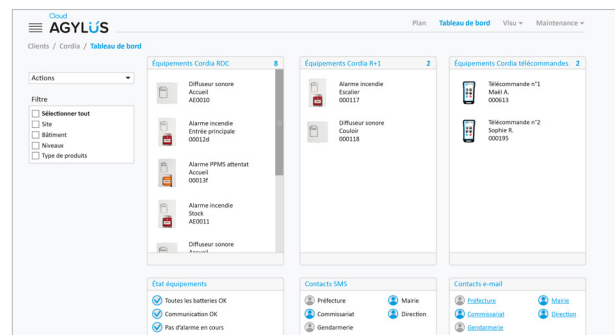 Cloud
AGYLÜS
Plan Tableau de bord Visu Maintenance
Clients / Cordia / Tableau de bord
Actions
Filtre
Sélectionner tout
Site
Bâtiment
Niveaux
Type de produits
Équipements Cordia RDC 8
Diffuseur sonore
Accueil
AE0010
Alarme incendie
Entrée principale
00012d
Alarme PPMS attentat
Accueil
00013f
Alarme incendie
Stock
AE0011
Diffuseur sonore
Accueil
Équipements Cordia R+1 2
Alarme incendie
Escalier
000117
Diffuseur sonore
Couloir
000118
Équipements Cordia télécommandes 2
Télécommande n°1
Maël A.
000613
Télécommande n°2
Sophie R.
000195
État équipements
Toutes les batteries OK
Communication OK
Pas d'alarme en cours
Contacts SMS
Préfecture Mairie
Commissariat Direction
Gendarmerie
Contacts e-mail
Préfecture Mairie
Commissariat Direction
Gendarmerie